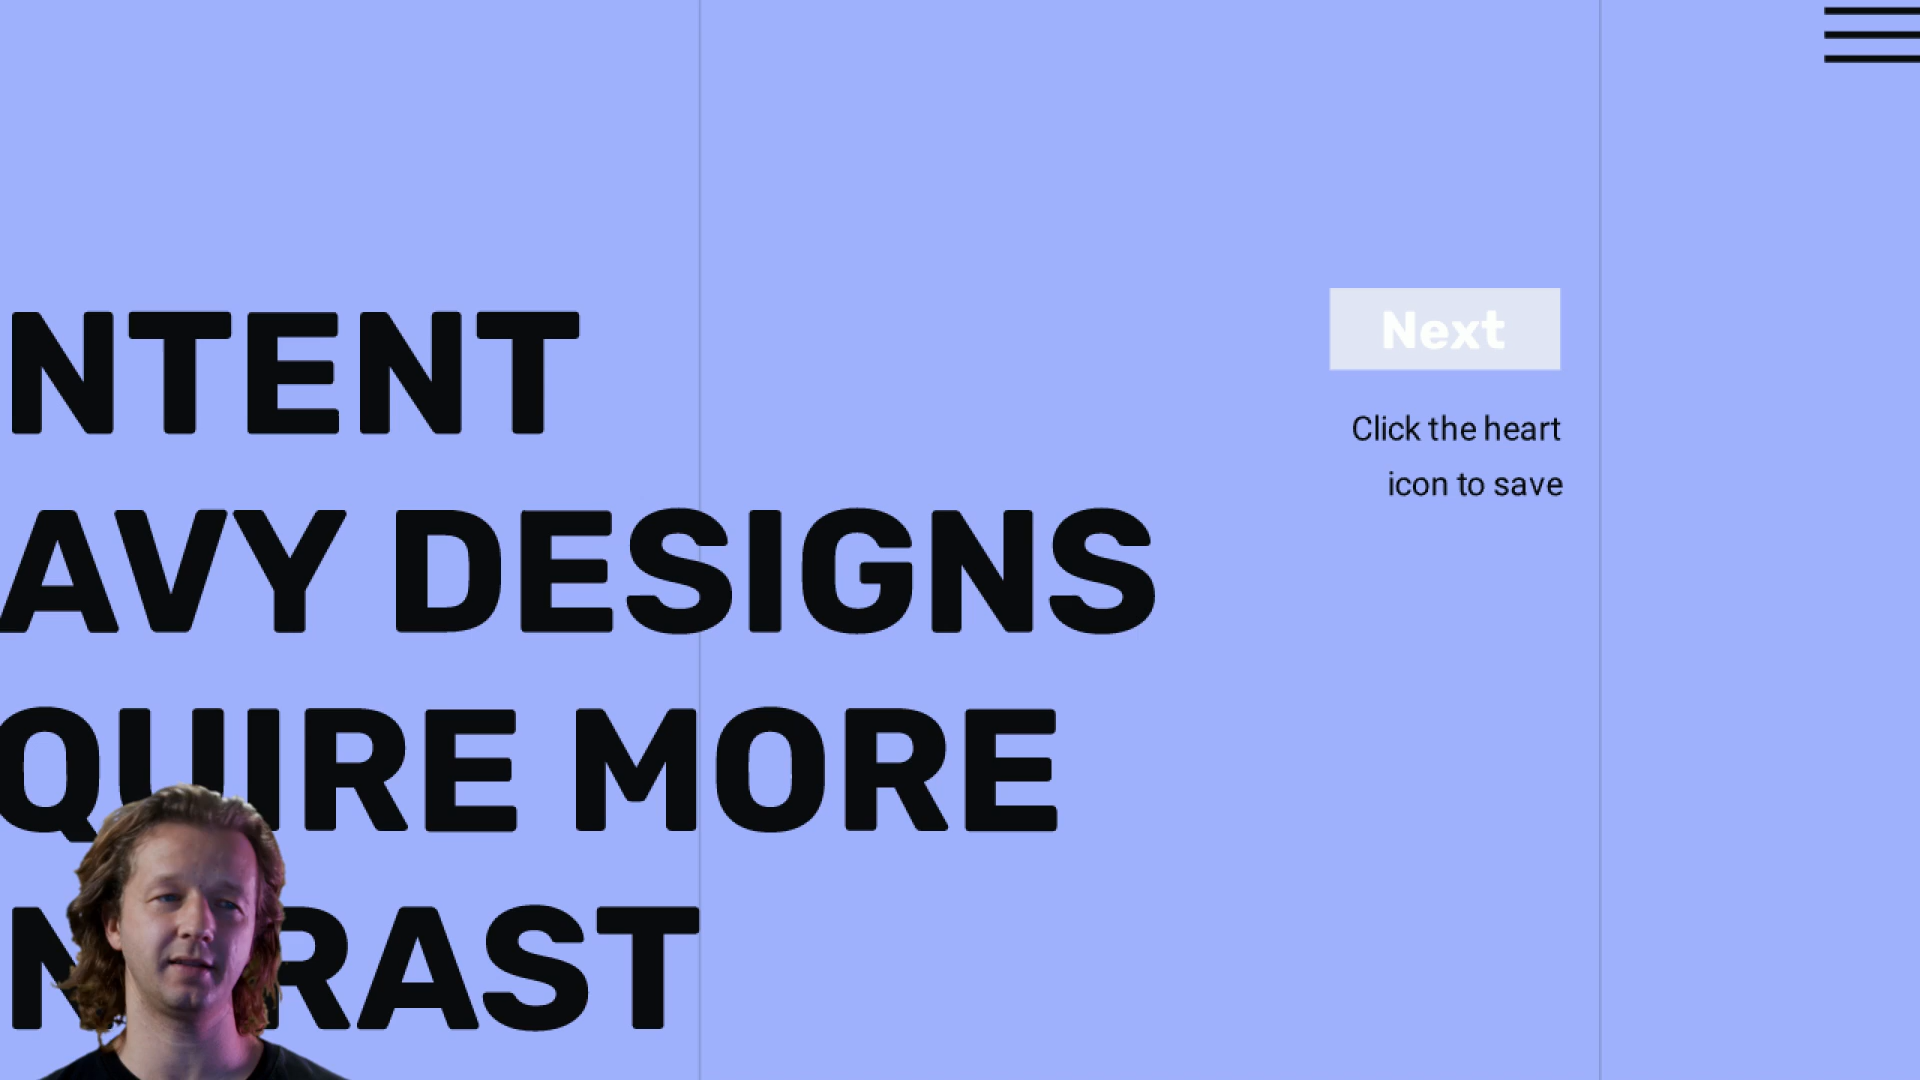 NTENT
AVY DESIGNS
QUIRE MORE
RAST
Next
Click the heart
icon to save